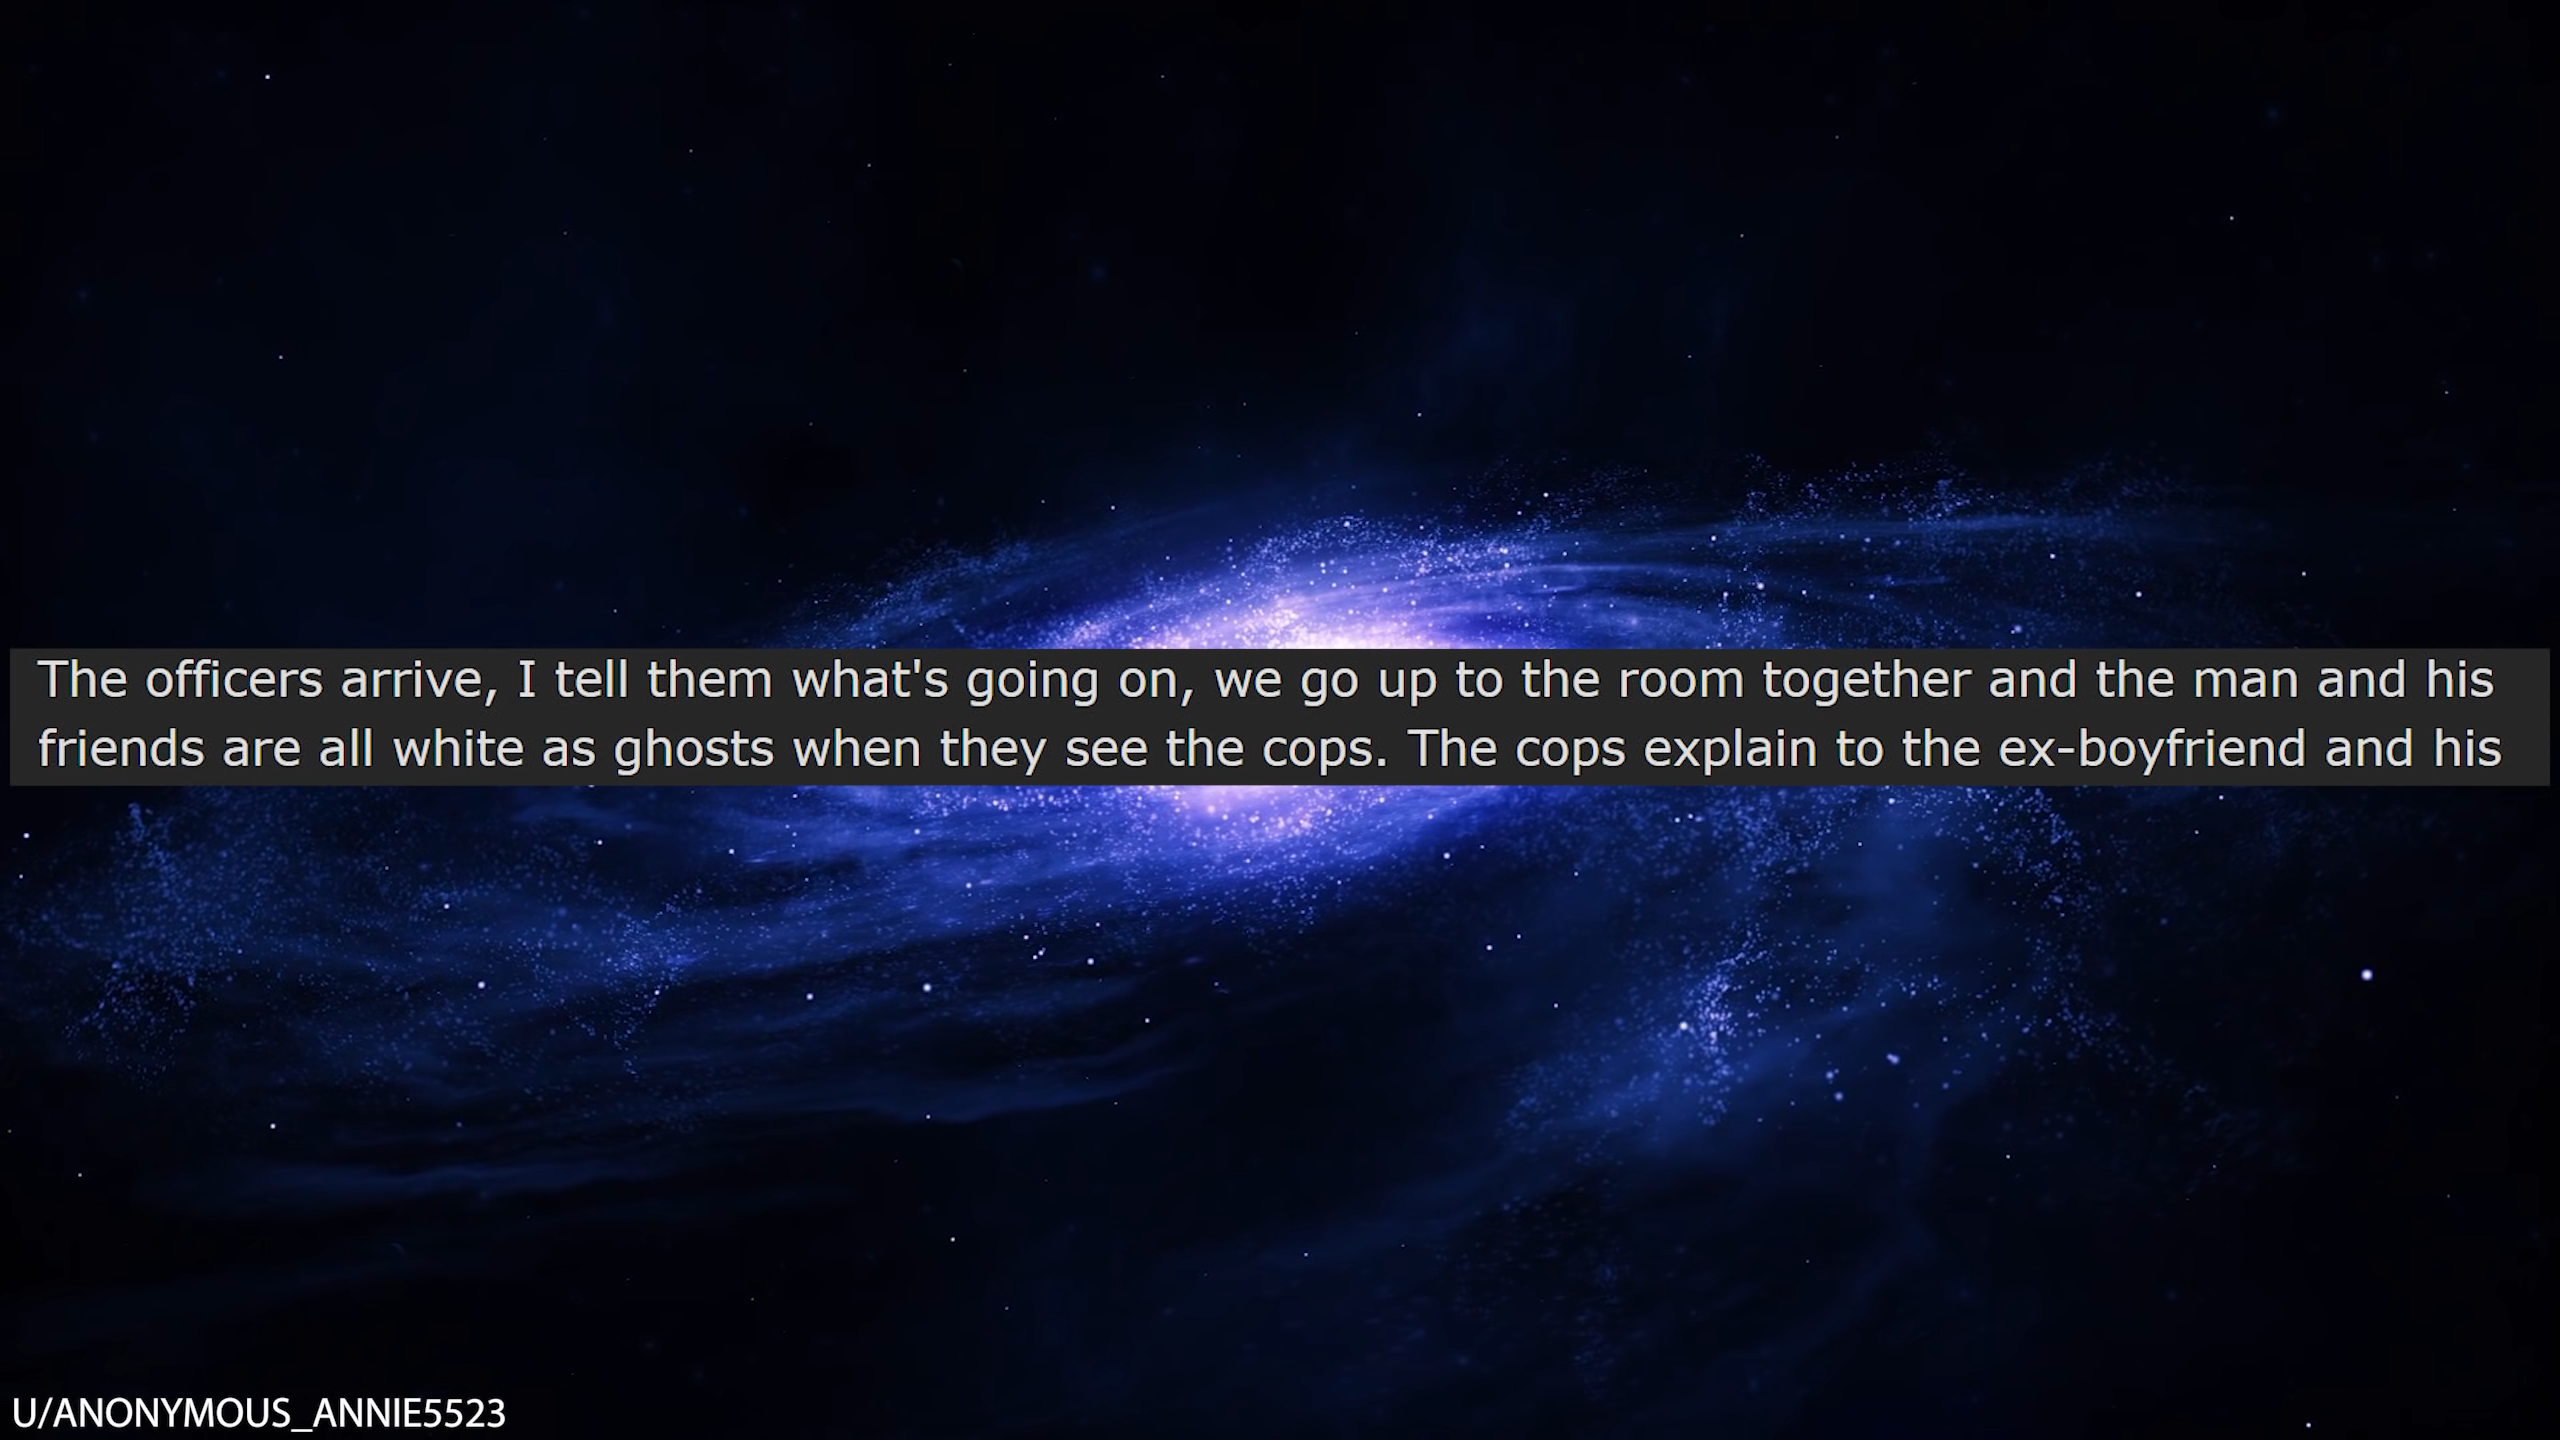 The officers arrive, I tell them what's going on, we go up to the room together and the man and his
friends are all white as ghosts when they see the cops. The cops explain to the ex-boyfriend and his
U/ANONYMOUS_ANNIE5523